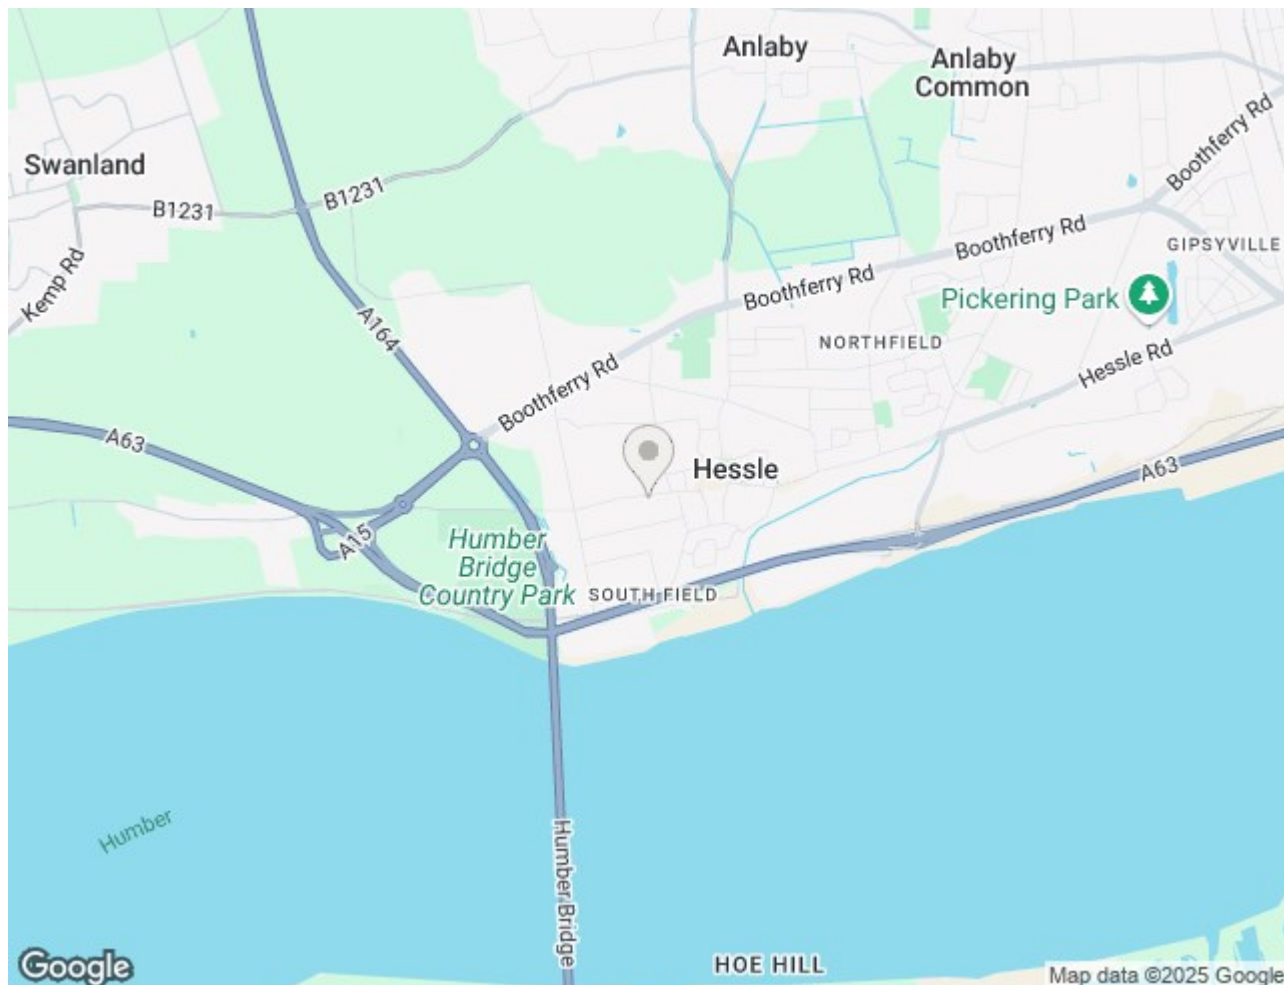 Anlaby
Anlaby
Common
Swanland
B1231
B1231
Kemp Rd
A164
Boothferry Rd
Boothferry Rd
Boothferry Rd
Boothferry Rd
GIPSYVILLE
Pickering Park
NORTHFIELD
Hessle Rd
A63
Hessle
A63
A15
Humber
Bridge
Country Park
SOUTH FIELD
Humber
Humber Bridge
HOE HILL
Google
Map data ©2025 Google